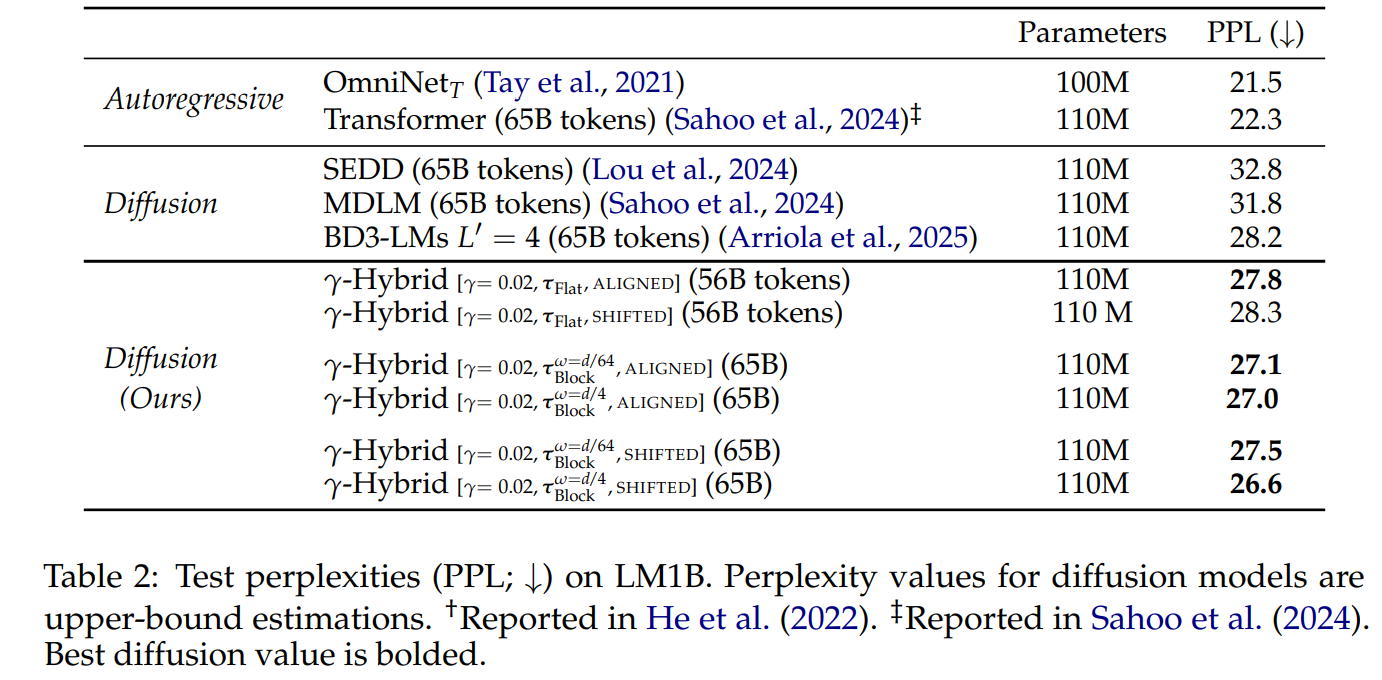 Parameters PPL (↓)
Autoregressive
OmniNet_T (Tay et al., 2021) 100M 21.5
Transformer (65B tokens) (Sahoo et al., 2024)‡ 110M 22.3
Diffusion
SEDD (65B tokens) (Lou et al., 2024) 110M 32.8
MDLM (65B tokens) (Sahoo et al., 2024) 110M 31.8
BD3-LMs L′ = 4 (65B tokens) (Arriola et al., 2025) 110M 28.2
Diffusion
(Ours)
γ-Hybrid [γ= 0.02, τ_Flat, ALIGNED] (56B tokens) 110M 27.8
γ-Hybrid [γ= 0.02, τ_Flat, SHIFTED] (56B tokens) 110 M 28.3
γ-Hybrid [γ= 0.02, τ_Block^ω=d/64, ALIGNED] (65B) 110M 27.1
γ-Hybrid [γ= 0.02, τ_Block^ω=d/4, ALIGNED] (65B) 110M 27.0
γ-Hybrid [γ= 0.02, τ_Block^ω=d/64, SHIFTED] (65B) 110M 27.5
γ-Hybrid [γ= 0.02, τ_Block^ω=d/4, SHIFTED] (65B) 110M 26.6
Table 2: Test perplexities (PPL; ↓) on LM1B. Perplexity values for diffusion models are
upper-bound estimations. †Reported in He et al. (2022). ‡Reported in Sahoo et al. (2024).
Best diffusion value is bolded.